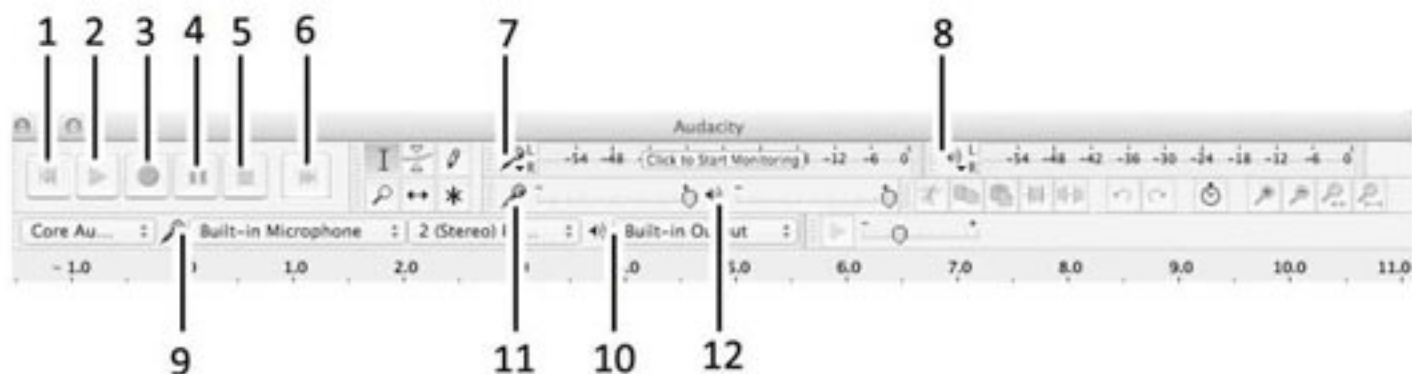 1 2 3 4 5 6 7 8
Audacity
L
R
-54 -48 Click to Start Monitoring -12 -6 0
L
R
-54 -48 -42 -36 -30 -24 -18 -12 -6 0
Core Au... Built-in Microphone 2 (Stereo) Built-in
- 1.0 1.0 2.0 5.0 6.0 7.0 8.0 9.0 10.0 11.0
9 11 10 12